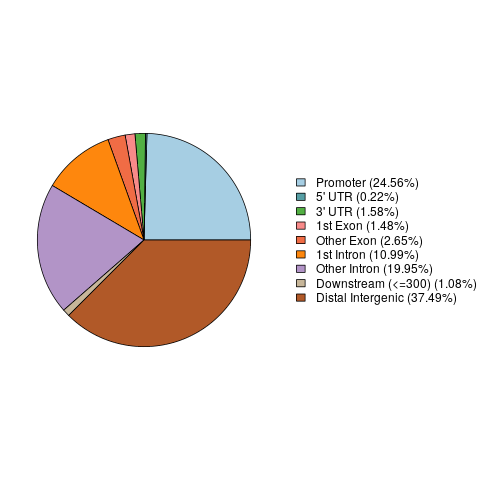 Promoter (24.56%)
5' UTR (0.22%)
3' UTR (1.58%)
1st Exon (1.48%)
Other Exon (2.65%)
1st Intron (10.99%)
Other Intron (19.95%)
Downstream (<=300) (1.08%)
Distal Intergenic (37.49%)